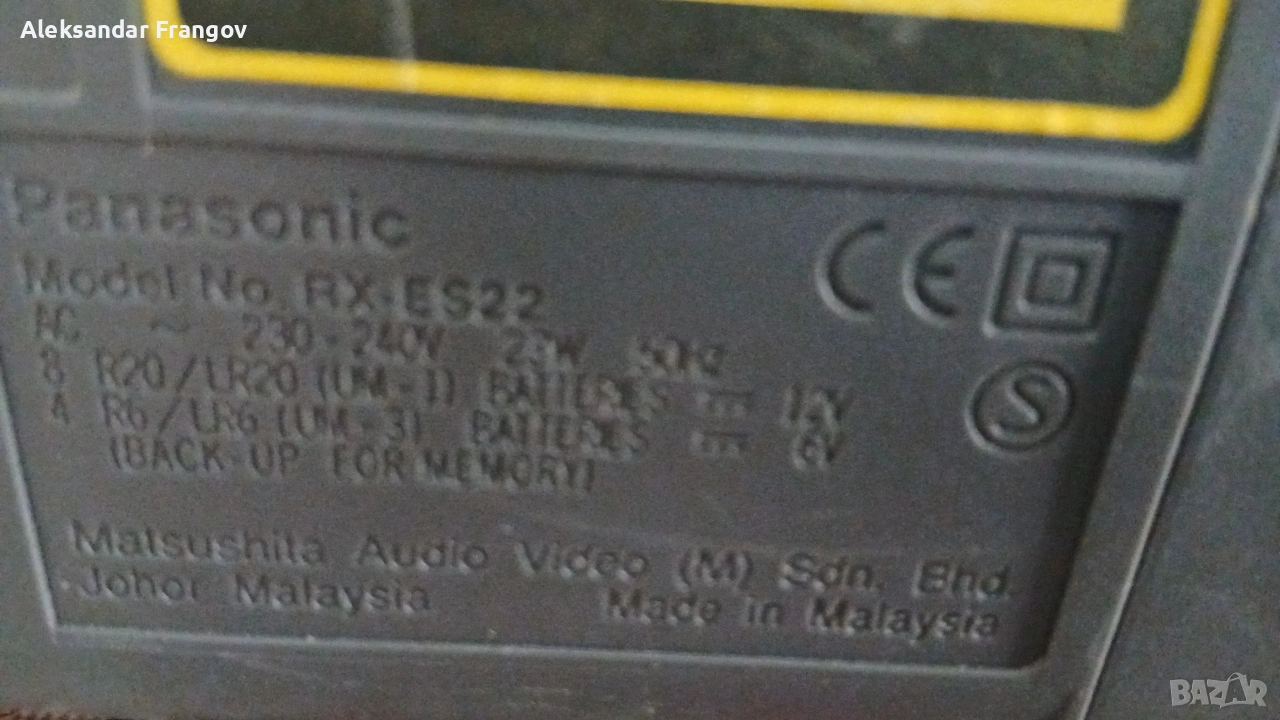 Aleksandar Frangov
Panasonic
Model No. RX-ES22
AC ~ 230-240V 23W 50Hz
8 R20/LR20 (UM-1) BATTERIES 12V
4 R6/LR6 (UM-3) BATTERIES 6V
(BACK-UP FOR MEMORY)
CE
S
Matsushita Audio Video (M) Sdn. Bhd.
Johor Malaysia Made in Malaysia
BAZAR